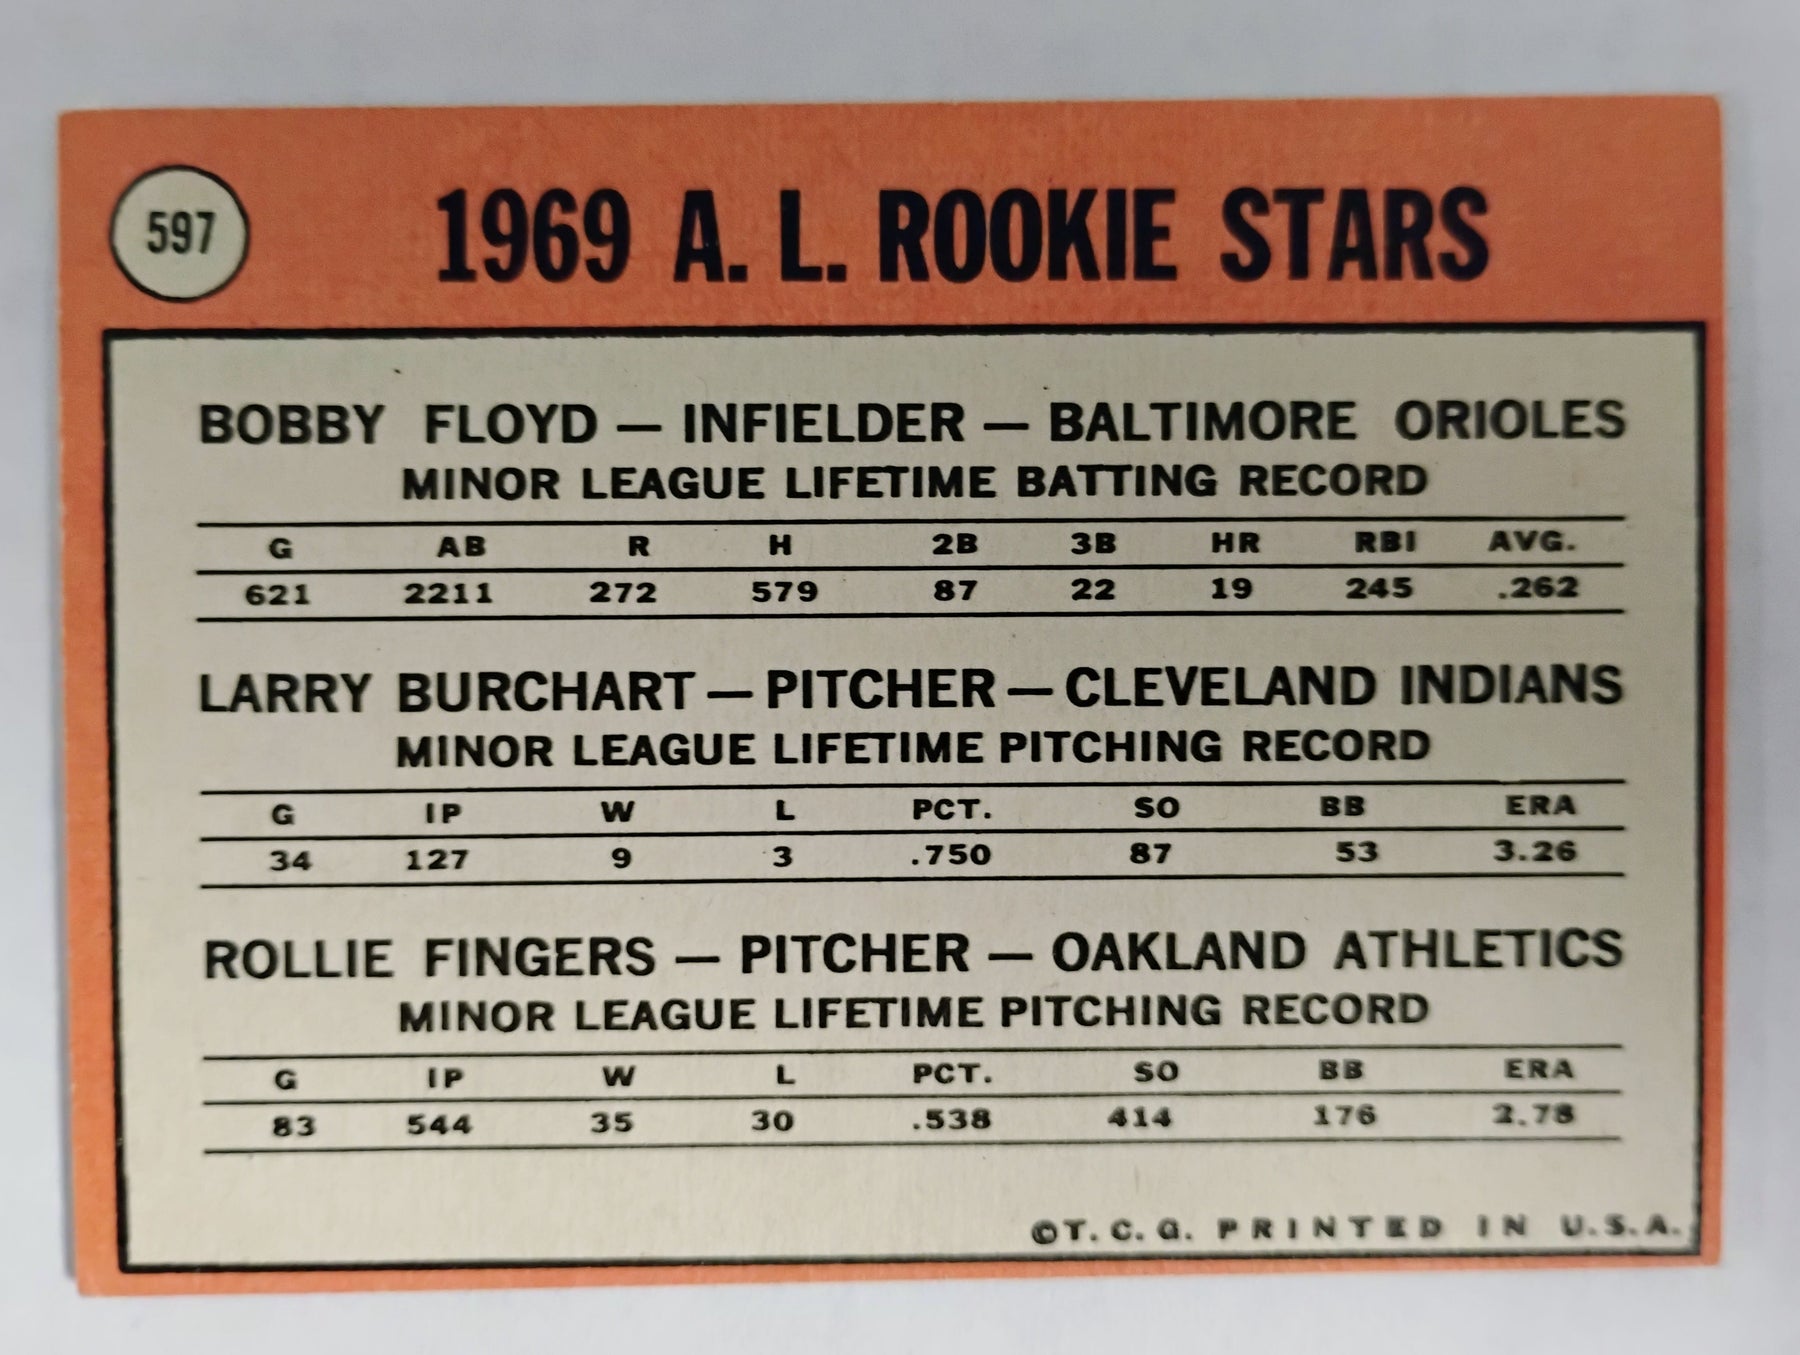 597
1969 A. L. ROOKIE STARS
BOBBY FLOYD — INFIELDER — BALTIMORE ORIOLES
MINOR LEAGUE LIFETIME BATTING RECORD
G AB R H 2B 3B HR RBI AVG.
621 2211 272 579 87 22 19 245 .262
LARRY BURCHART — PITCHER — CLEVELAND INDIANS
MINOR LEAGUE LIFETIME PITCHING RECORD
G IP W L PCT. SO BB ERA
34 127 9 3 .750 87 53 3.26
ROLLIE FINGERS — PITCHER — OAKLAND ATHLETICS
MINOR LEAGUE LIFETIME PITCHING RECORD
G IP W L PCT. SO BB ERA
83 544 35 30 .538 414 176 2.78
©T. C. G. PRINTED IN U.S.A.